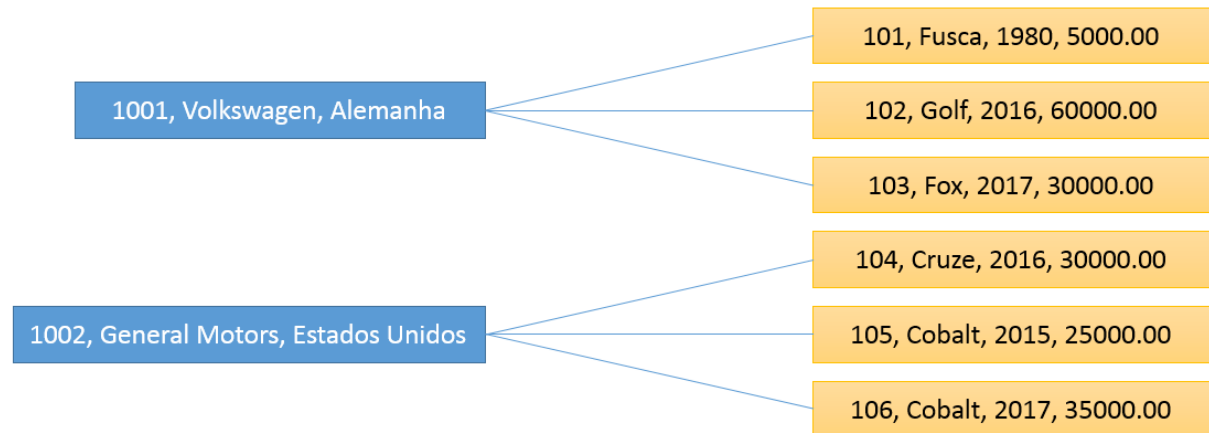 101, Fusca, 1980, 5000.00
1001, Volkswagen, Alemanha
102, Golf, 2016, 60000.00
103, Fox, 2017, 30000.00
104, Cruze, 2016, 30000.00
1002, General Motors, Estados Unidos
105, Cobalt, 2015, 25000.00
106, Cobalt, 2017, 35000.00